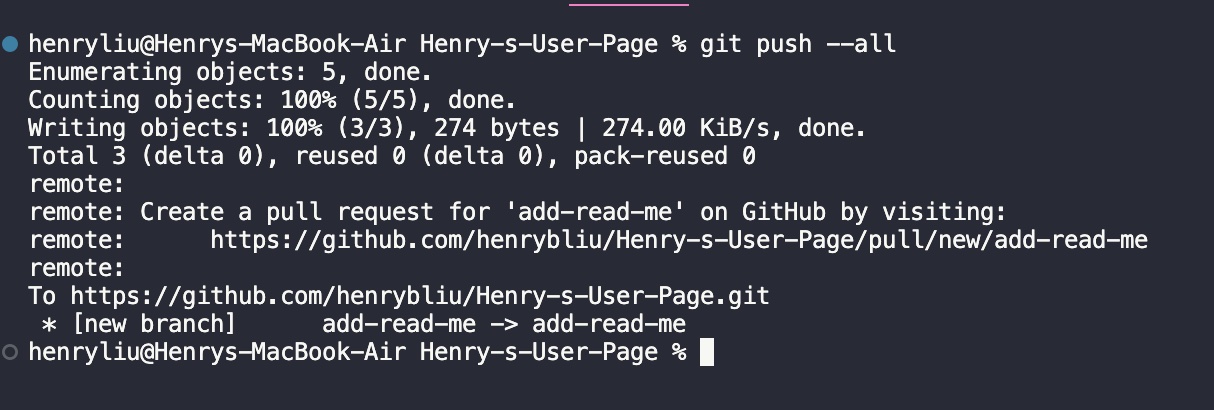 henryliu@Henrys-MacBook-Air Henry-s-User-Page % git push --all
Enumerating objects: 5, done.
Counting objects: 100% (5/5), done.
Writing objects: 100% (3/3), 274 bytes | 274.00 KiB/s, done.
Total 3 (delta 0), reused 0 (delta 0), pack-reused 0
remote:
remote: Create a pull request for 'add-read-me' on GitHub by visiting:
remote:      https://github.com/henrybliu/Henry-s-User-Page/pull/new/add-read-me
remote:
To https://github.com/henrybliu/Henry-s-User-Page.git
 * [new branch]      add-read-me -> add-read-me
henryliu@Henrys-MacBook-Air Henry-s-User-Page %